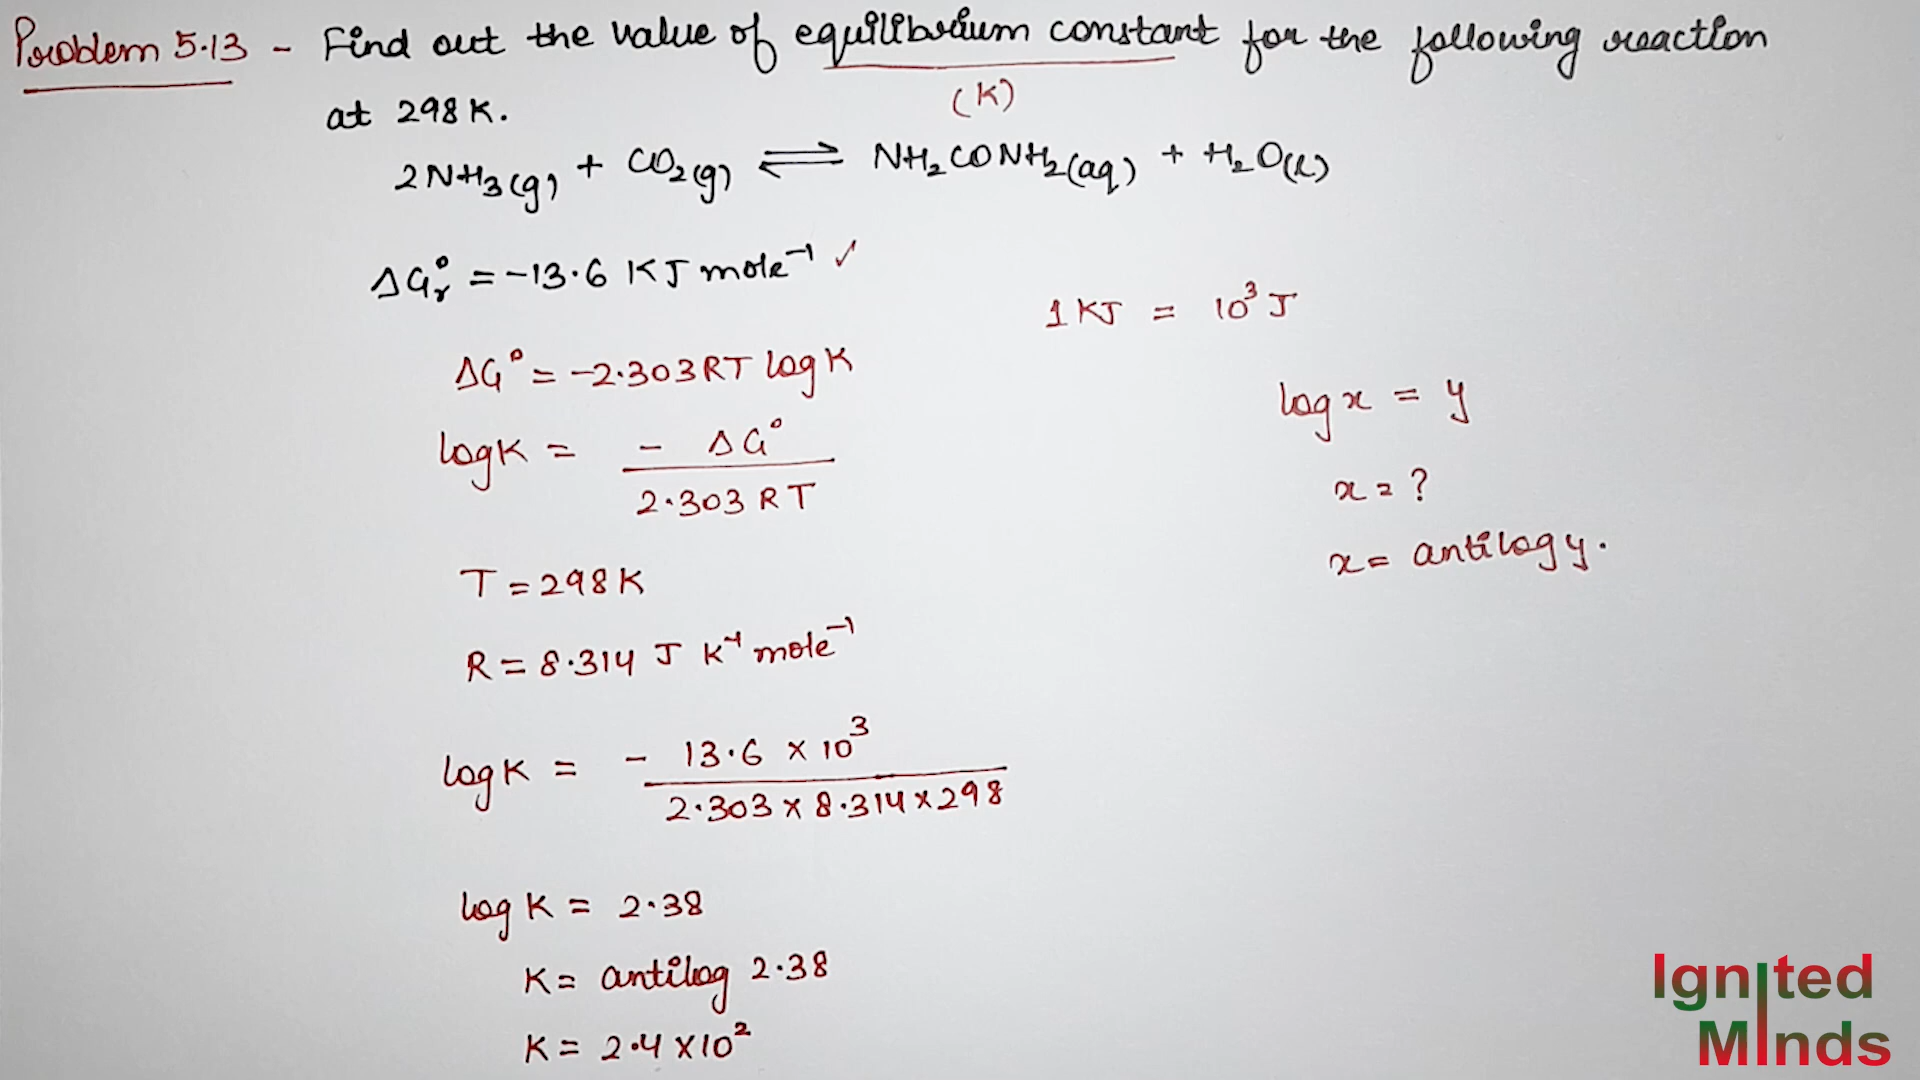 Problem 5.13 - Find out the value of equilibrium constant for the following reaction
(K)
at 298 K.
2NH₃(g) + CO₂(g) ⇌ NH₂CONH₂(aq) + H₂O(l)
ΔGᵣ° = -13.6 KJ mole⁻¹ ✓
1 KJ = 10³ J
ΔG° = -2.303RT log K
log K = - ΔG° / 2.303 RT
log x = y
x = ?
x = antilog y.
T = 298 K
R = 8.314 J K⁻¹ mole⁻¹
log K = - 13.6 × 10³ / 2.303 × 8.314 × 298
log K = 2.38
K = antilog 2.38
K = 2.4 × 10²
Ignited
Minds